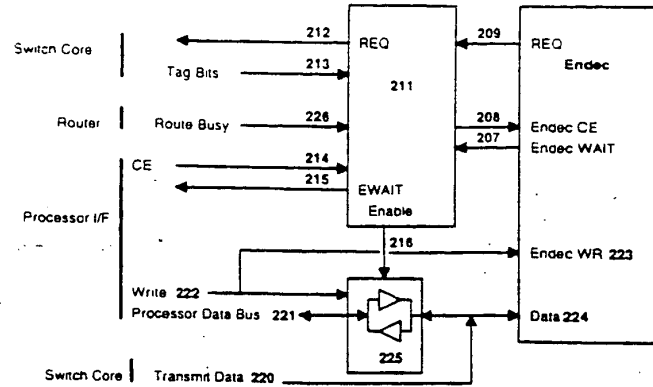 212 209
Switch Core REQ REQ
213 Endec
Tag Bits
211
226 208
Router Route Busy Endec CE
207
CE 214 Endec WAIT
215
EWAIT
Enable
Processor I/F
216
Endec WR 223
Write 222
Processor Data Bus 221 Data 224
225
Switch Core Transmit Data 220